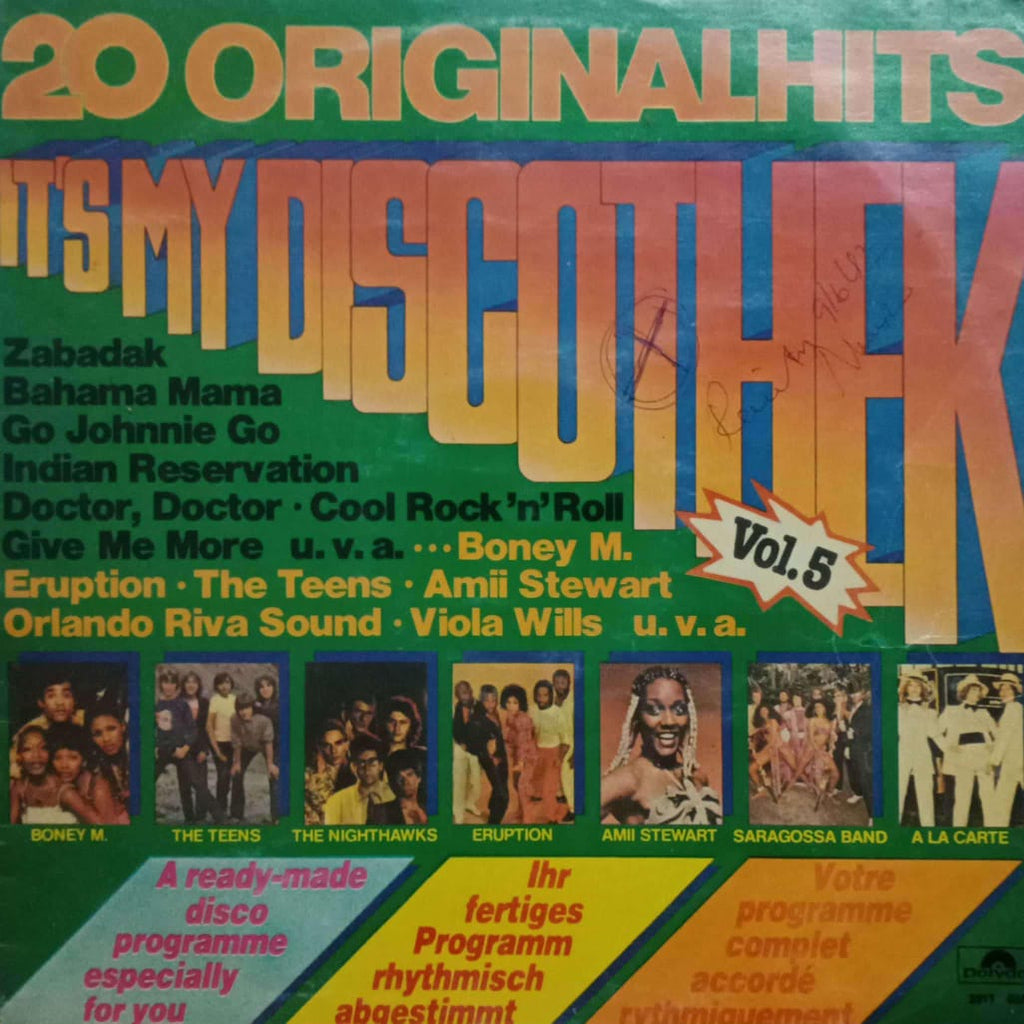 20 ORIGINALHITS
IT'S MY DISCOTHEK
Zabadak
Bahama Mama
Go Johnnie Go
Indian Reservation
Doctor, Doctor · Cool Rock 'n' Roll
Give Me More u. v. a. ··· Boney M.
Eruption · The Teens · Amii Stewart
Orlando Riva Sound · Viola Wills u. v. a.
Vol. 5
BONEY M.
THE TEENS
THE NIGHTHAWKS
ERUPTION
AMII STEWART
SARAGOSSA BAND
A LA CARTE
A ready-made
disco
programme
especially
for you
Ihr
fertiges
Programm
rhythmisch
abgestimmt
Votre
programme
complet
accordé
rythmiquement